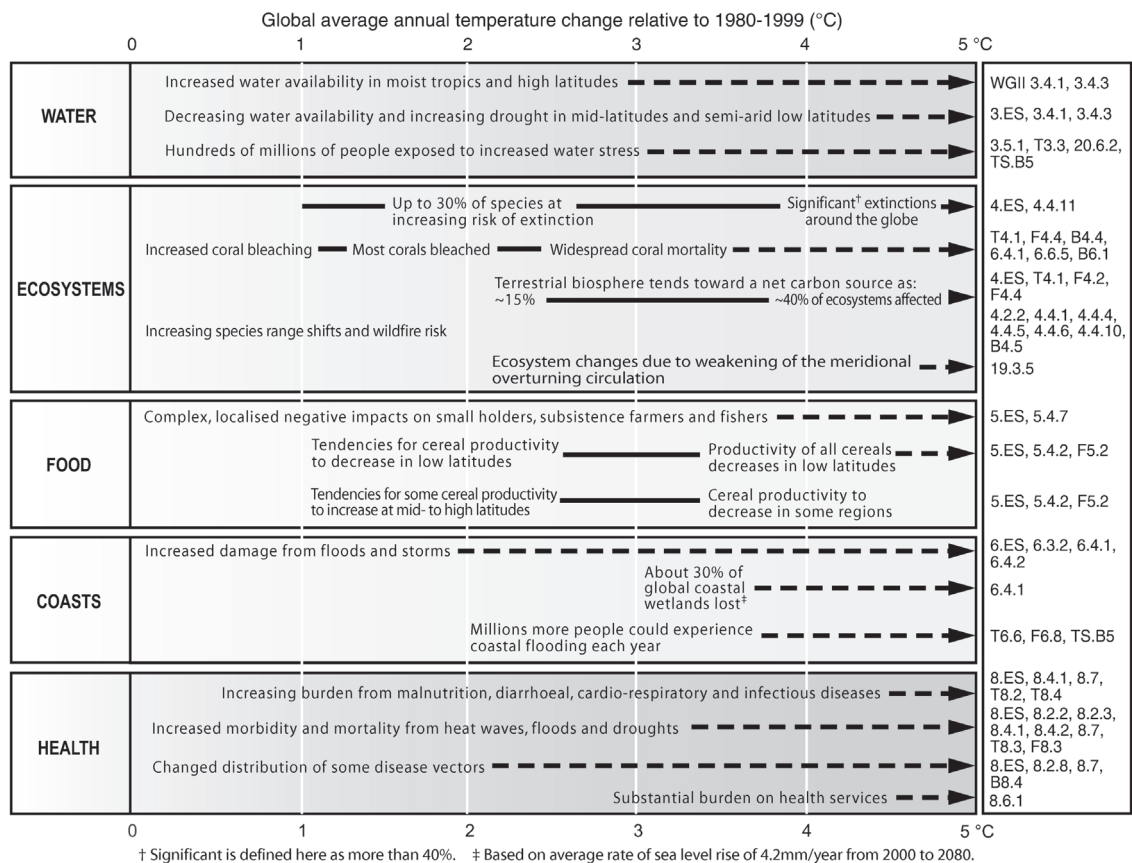 Global average annual temperature change relative to 1980-1999 (°C)
0 1 2 3 4 5 °C
WATER
Increased water availability in moist tropics and high latitudes
WGII 3.4.1, 3.4.3
Decreasing water availability and increasing drought in mid-latitudes and semi-arid low latitudes
3.ES, 3.4.1, 3.4.3
Hundreds of millions of people exposed to increased water stress
3.5.1, T3.3, 20.6.2,
TS.B5
ECOSYSTEMS
Up to 30% of species at
increasing risk of extinction
Significant† extinctions
around the globe
4.ES, 4.4.11
Increased coral bleaching Most corals bleached Widespread coral mortality
T4.1, F4.4, B4.4,
6.4.1, 6.6.5, B6.1
Terrestrial biosphere tends toward a net carbon source as:
~15% ~40% of ecosystems affected
4.ES, T4.1, F4.2,
F4.4
Increasing species range shifts and wildfire risk
4.2.2, 4.4.1, 4.4.4,
4.4.5, 4.4.6, 4.4.10,
B4.5
Ecosystem changes due to weakening of the meridional
overturning circulation
19.3.5
FOOD
Complex, localised negative impacts on small holders, subsistence farmers and fishers
5.ES, 5.4.7
Tendencies for cereal productivity
to decrease in low latitudes
Productivity of all cereals
decreases in low latitudes
5.ES, 5.4.2, F5.2
Tendencies for some cereal productivity
to increase at mid- to high latitudes
Cereal productivity to
decrease in some regions
5.ES, 5.4.2, F5.2
COASTS
Increased damage from floods and storms
6.ES, 6.3.2, 6.4.1,
6.4.2
About 30% of
global coastal
wetlands lost‡
6.4.1
Millions more people could experience
coastal flooding each year
T6.6, F6.8, TS.B5
HEALTH
Increasing burden from malnutrition, diarrhoeal, cardio-respiratory and infectious diseases
8.ES, 8.4.1, 8.7,
T8.2, T8.4
Increased morbidity and mortality from heat waves, floods and droughts
8.ES, 8.2.2, 8.2.3,
8.4.1, 8.4.2, 8.7,
T8.3, F8.3
Changed distribution of some disease vectors
8.ES, 8.2.8, 8.7,
B8.4
Substantial burden on health services
8.6.1
0 1 2 3 4 5 °C
† Significant is defined here as more than 40%. ‡ Based on average rate of sea level rise of 4.2mm/year from 2000 to 2080.